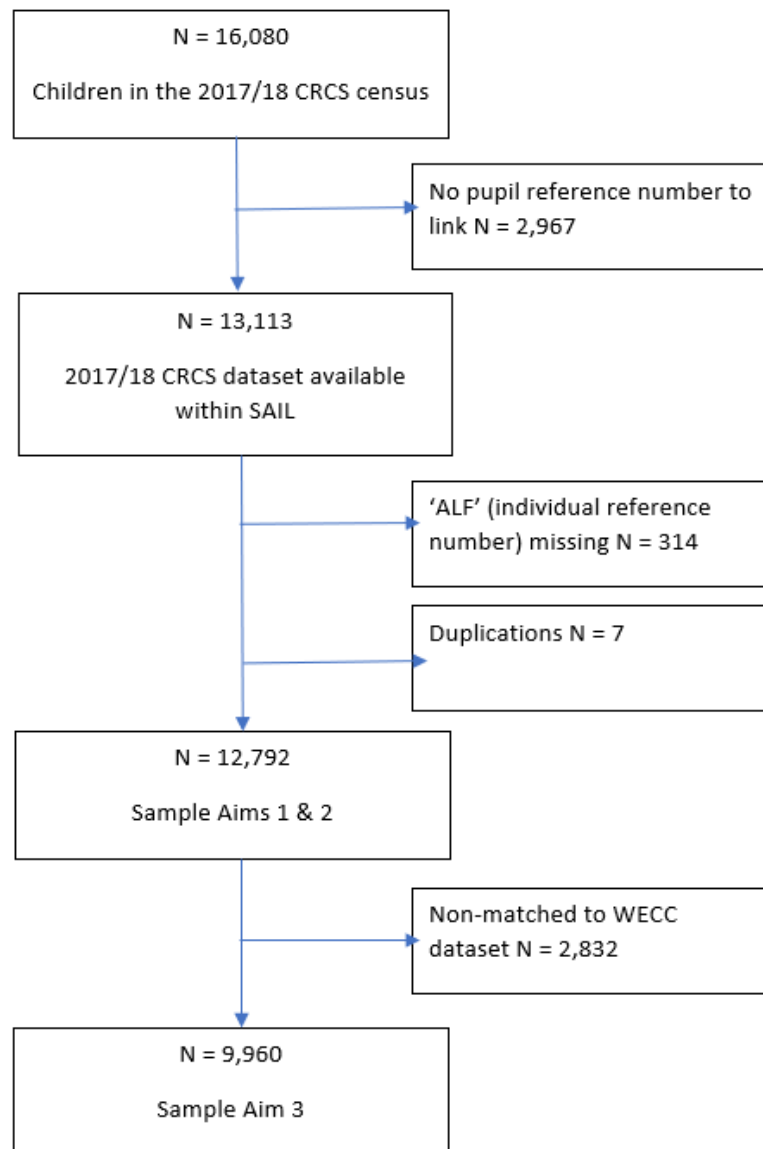 N = 16,080
Children in the 2017/18 CRCS census
No pupil reference number to
link N = 2,967
N = 13,113
2017/18 CRCS dataset available
within SAIL
‘ALF’ (individual reference
number) missing N = 314
Duplications N = 7
N = 12,792
Sample Aims 1 & 2
Non-matched to WECC
dataset N = 2,832
N = 9,960
Sample Aim 3